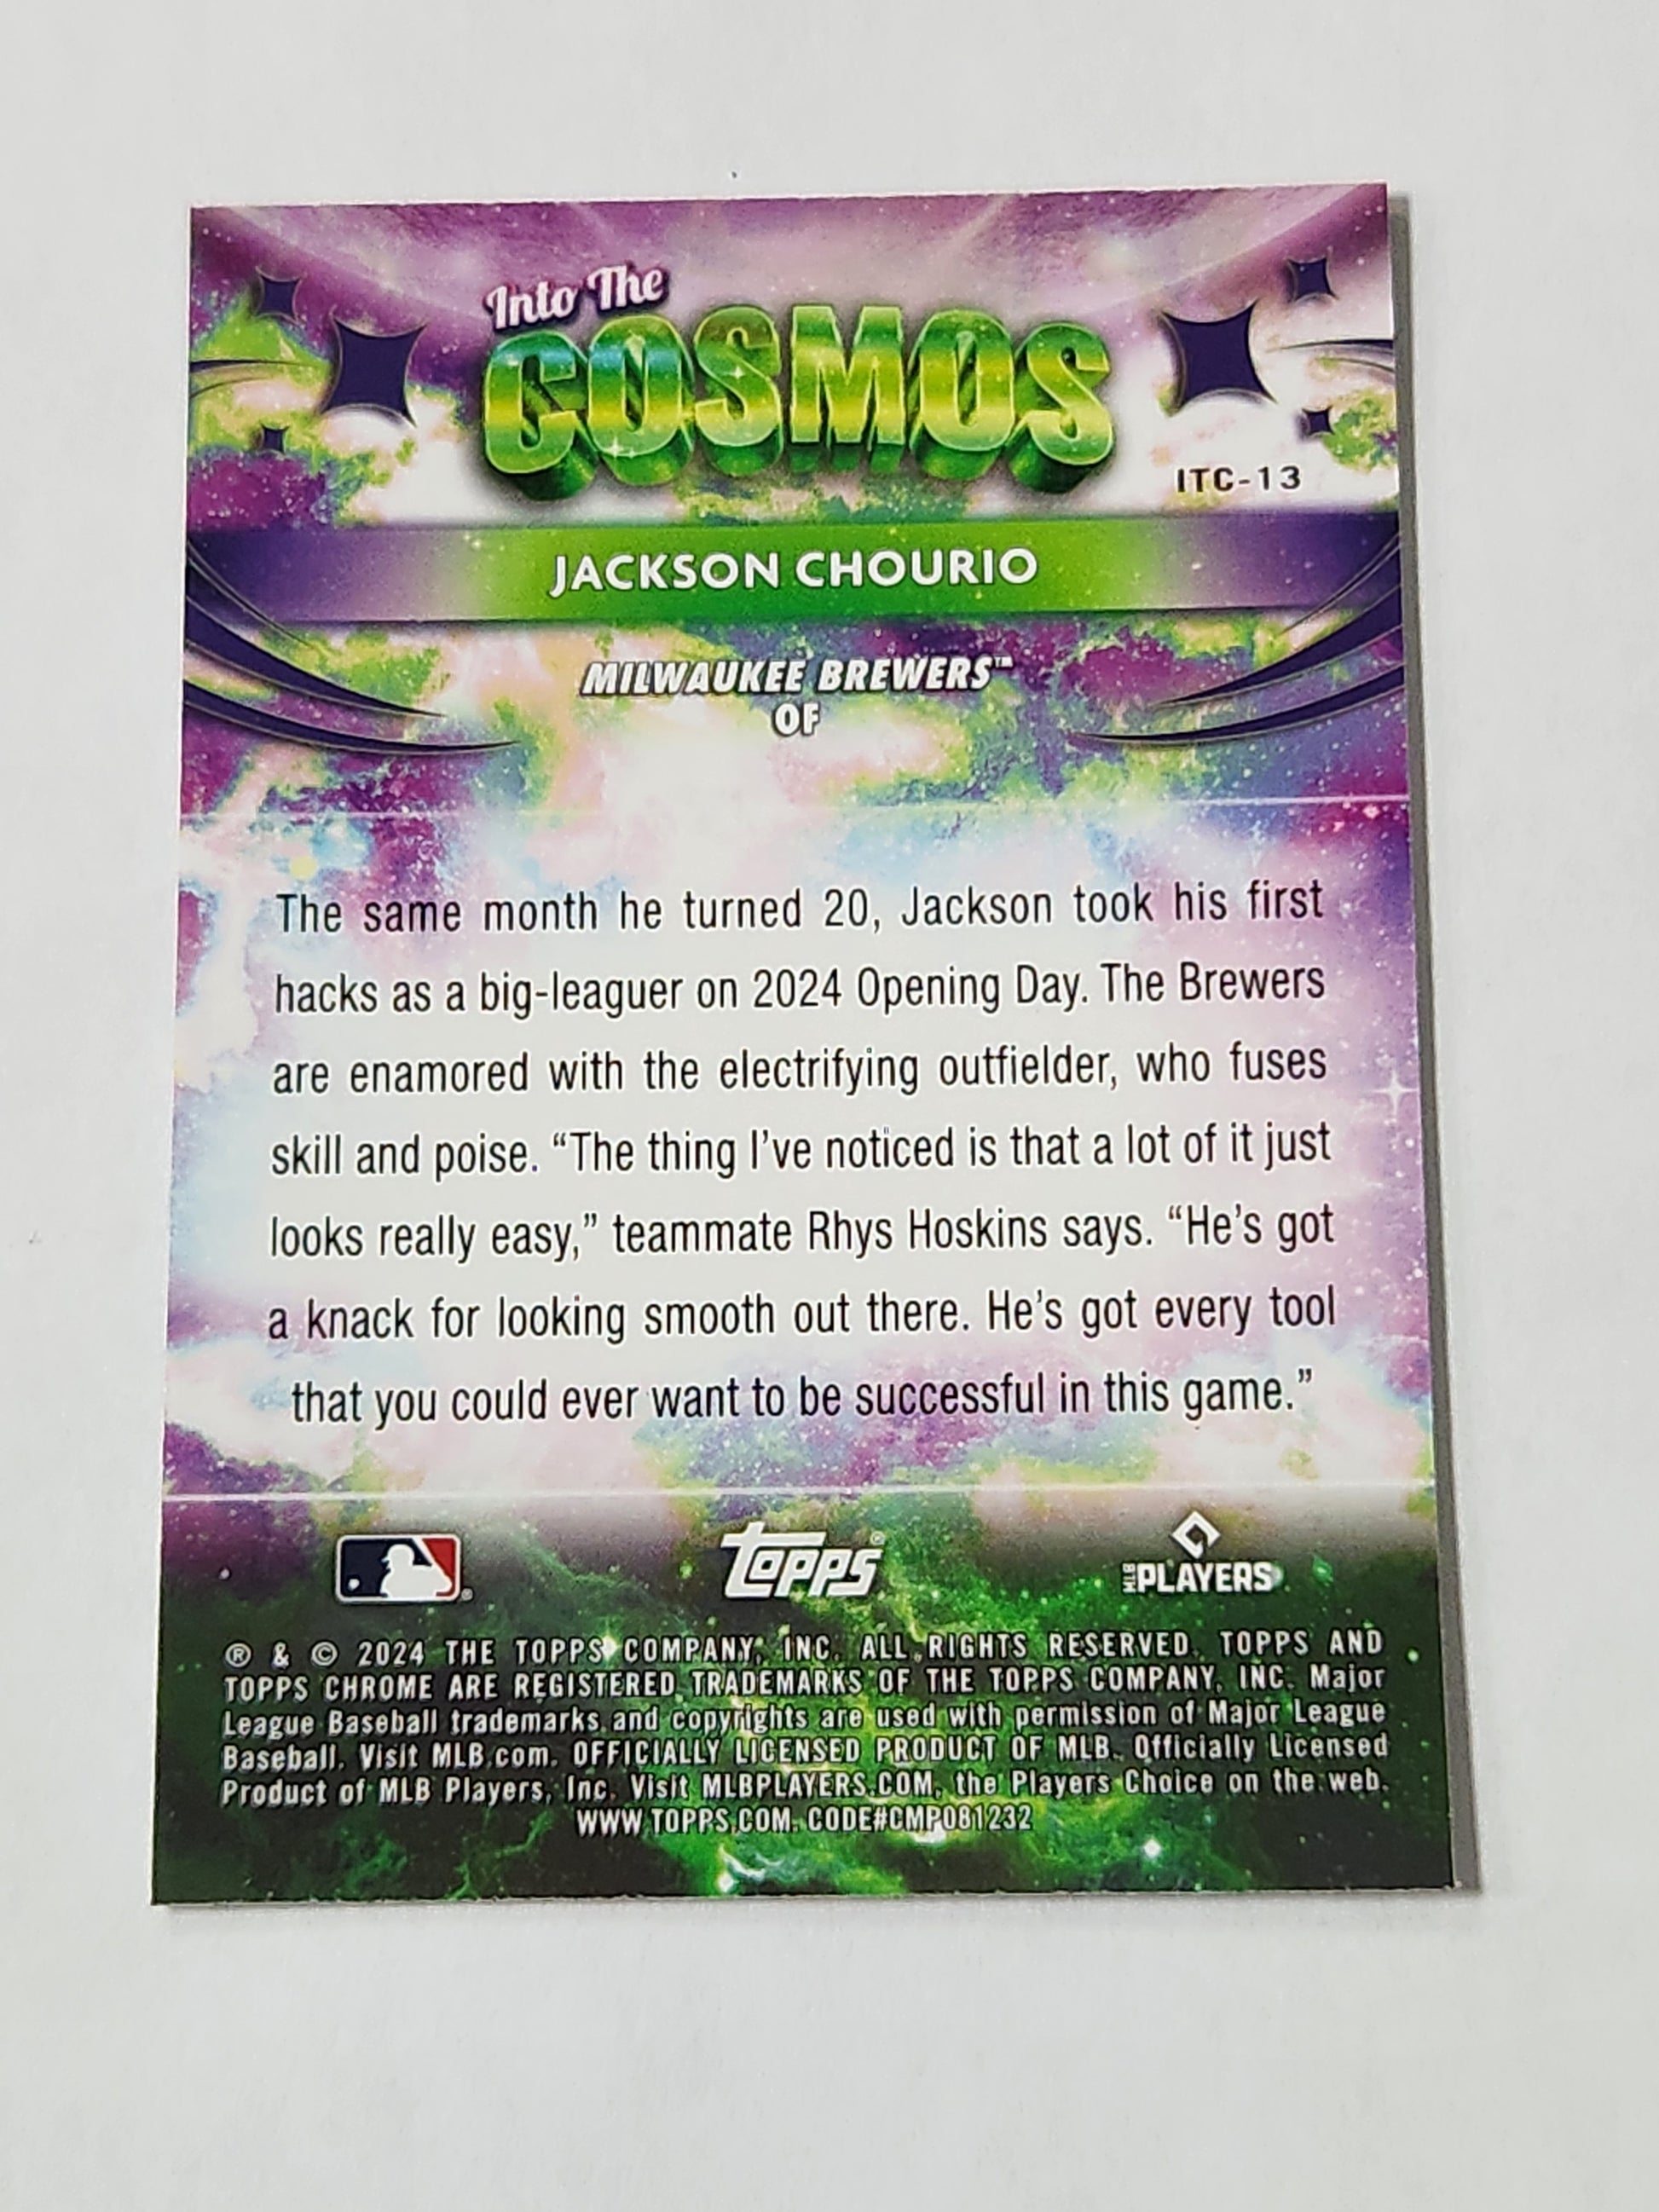 Into The
COSMOS
ITC-13
JACKSON CHOURIO
MILWAUKEE BREWERS™
OF
The same month he turned 20, Jackson took his first
hacks as a big-leaguer on 2024 Opening Day. The Brewers
are enamored with the electrifying outfielder, who fuses
skill and poise. “The thing I’ve noticed is that a lot of it just
looks really easy,” teammate Rhys Hoskins says. “He’s got
a knack for looking smooth out there. He’s got every tool
that you could ever want to be successful in this game.”
topps®
MLB PLAYERS
® & © 2024 THE TOPPS COMPANY, INC. ALL RIGHTS RESERVED. TOPPS AND
TOPPS CHROME ARE REGISTERED TRADEMARKS OF THE TOPPS COMPANY, INC. Major
League Baseball trademarks and copyrights are used with permission of Major League
Baseball. Visit MLB.com. OFFICIALLY LICENSED PRODUCT OF MLB. Officially Licensed
Product of MLB Players, Inc. Visit MLBPLAYERS.COM, the Players Choice on the web.
WWW.TOPPS.COM. CODE#CMP081232